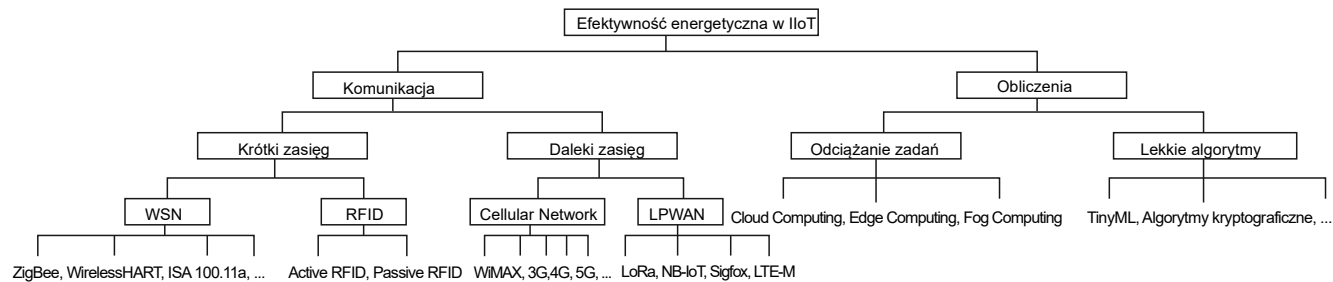 Efektywność energetyczna w IIoT
Komunikacja
Obliczenia
Krótki zasięg
Daleki zasięg
Odciążanie zadań
Lekkie algorytmy
WSN
RFID
Cellular Network
LPWAN
Cloud Computing, Edge Computing, Fog Computing
TinyML, Algorytmy kryptograficzne, ...
ZigBee, WirelessHART, ISA 100.11a, ...
Active RFID, Passive RFID
WiMAX, 3G,4G, 5G, ...
LoRa, NB-IoT, Sigfox, LTE-M